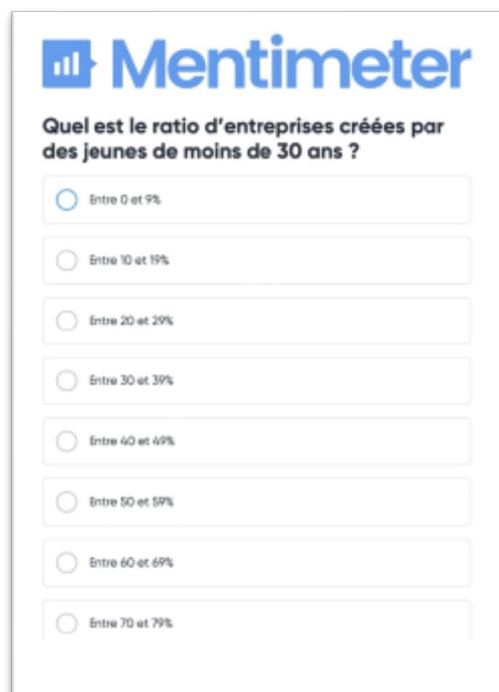 Mentimeter
Quel est le ratio d'entreprises créées par
des jeunes de moins de 30 ans ?
Entre 0 et 9%
Entre 10 et 19%
Entre 20 et 29%
Entre 30 et 39%
Entre 40 et 49%
Entre 50 et 59%
Entre 60 et 69%
Entre 70 et 79%